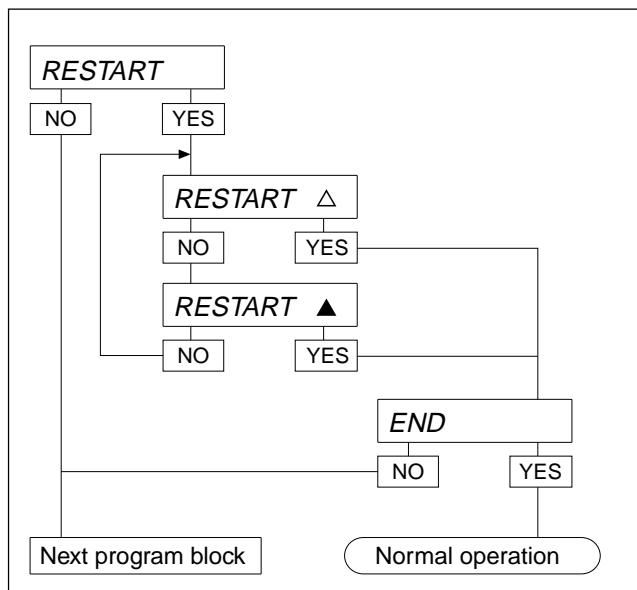 RESTART
NO YES
RESTART △
NO YES
RESTART ▲
NO YES
END
NO YES
Next program block Normal operation